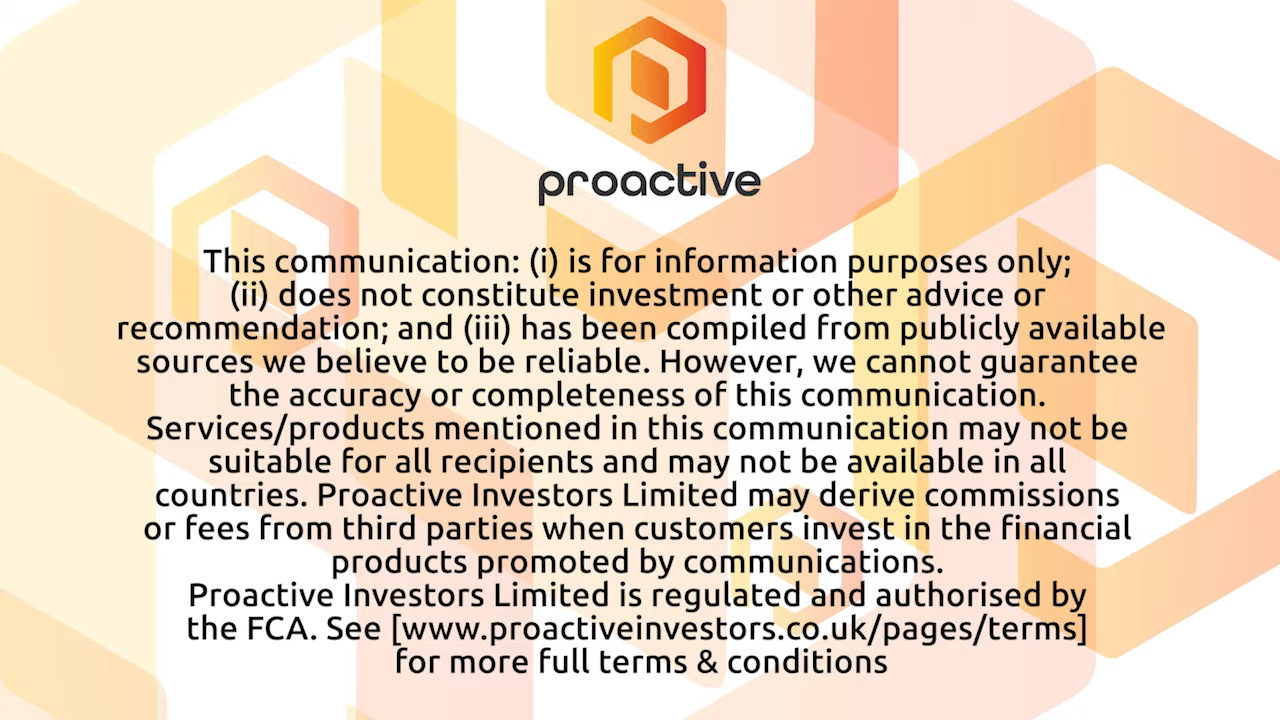 proactive
This communication: (i) is for information purposes only;
(ii) does not constitute investment or other advice or
recommendation; and (iii) has been compiled from publicly available
sources we believe to be reliable. However, we cannot guarantee
the accuracy or completeness of this communication.
Services/products mentioned in this communication may not be
suitable for all recipients and may not be available in all
countries. Proactive Investors Limited may derive commissions
or fees from third parties when customers invest in the financial
products promoted by communications.
Proactive Investors Limited is regulated and authorised by
the FCA. See [www.proactiveinvestors.co.uk/pages/terms]
for more full terms & conditions